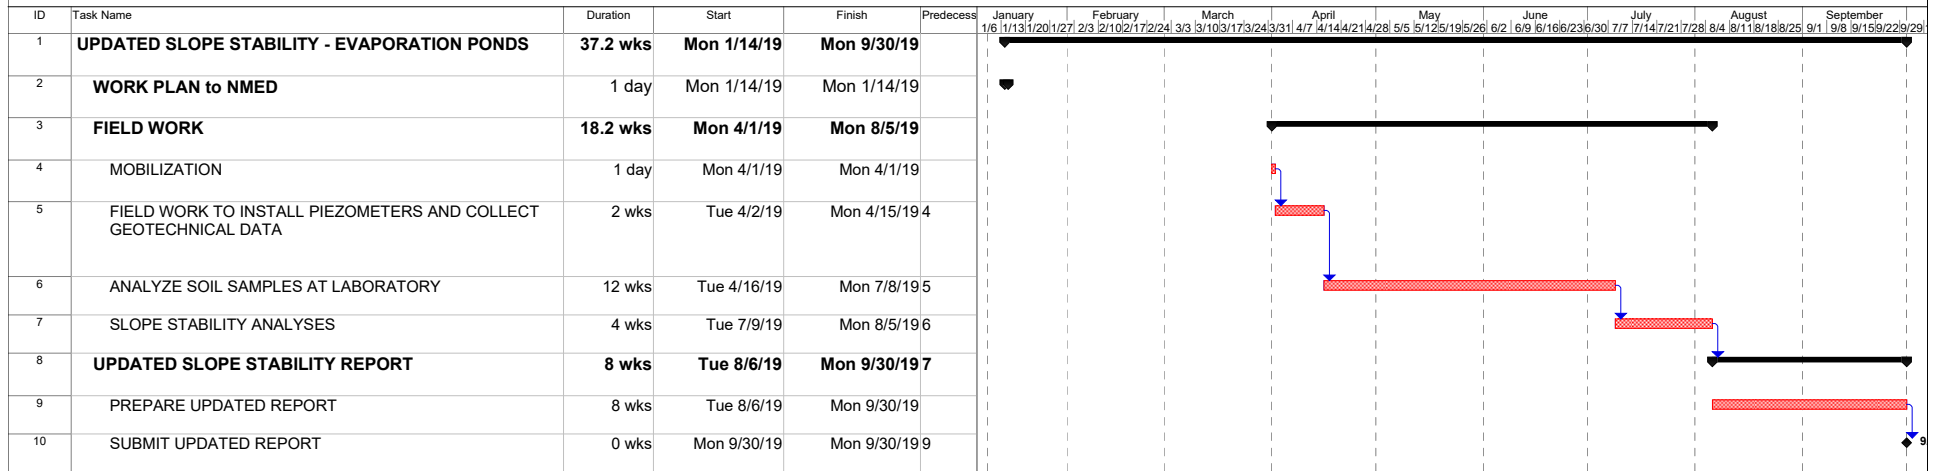 ID Task Name Duration Start Finish Predecess January February March April May June July August September
1/6 1/13 1/20 1/27 2/3 2/10 2/17 2/24 3/3 3/10 3/17 3/24 3/31 4/7 4/14 4/21 4/28 5/5 5/12 5/19 5/26 6/2 6/9 6/16 6/23 6/30 7/7 7/14 7/21 7/28 8/4 8/11 8/18 8/25 9/1 9/8 9/15 9/22 9/29
1 UPDATED SLOPE STABILITY - EVAPORATION PONDS 37.2 wks Mon 1/14/19 Mon 9/30/19
2 WORK PLAN to NMED 1 day Mon 1/14/19 Mon 1/14/19
3 FIELD WORK 18.2 wks Mon 4/1/19 Mon 8/5/19
4 MOBILIZATION 1 day Mon 4/1/19 Mon 4/1/19
5 FIELD WORK TO INSTALL PIEZOMETERS AND COLLECT 2 wks Tue 4/2/19 Mon 4/15/19 4
GEOTECHNICAL DATA
6 ANALYZE SOIL SAMPLES AT LABORATORY 12 wks Tue 4/16/19 Mon 7/8/19 5
7 SLOPE STABILITY ANALYSES 4 wks Tue 7/9/19 Mon 8/5/19 6
8 UPDATED SLOPE STABILITY REPORT 8 wks Tue 8/6/19 Mon 9/30/19 7
9 PREPARE UPDATED REPORT 8 wks Tue 8/6/19 Mon 9/30/19
10 SUBMIT UPDATED REPORT 0 wks Mon 9/30/19 Mon 9/30/19 9 9